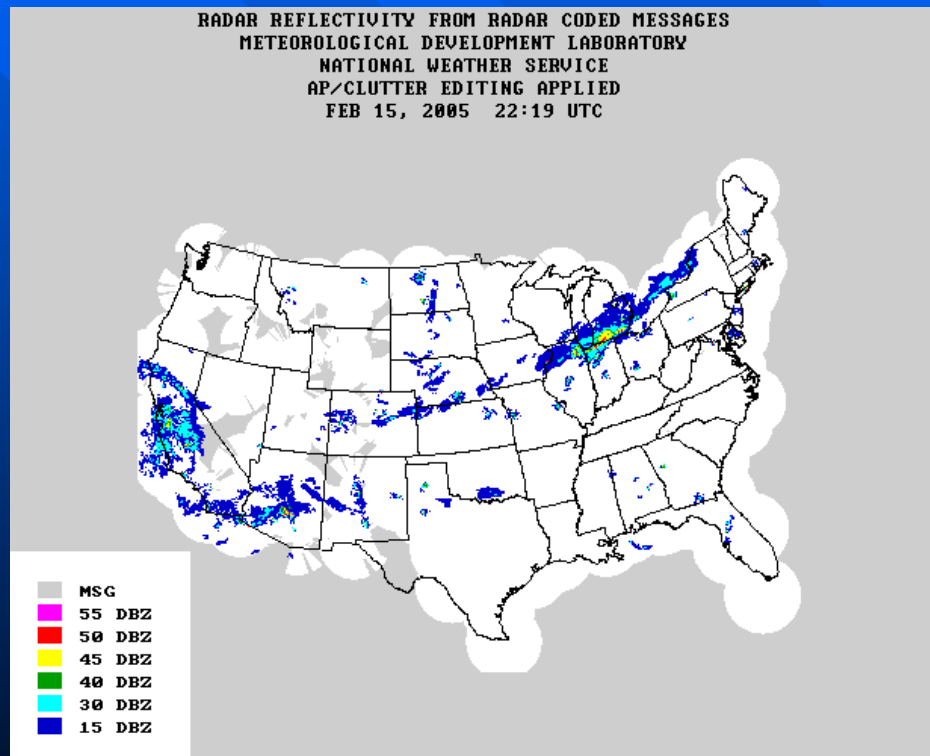 RADAR REFLECTIVITY FROM RADAR CODED MESSAGES
METEOROLOGICAL DEVELOPMENT LABORATORY
NATIONAL WEATHER SERVICE
AP/CLUTTER EDITING APPLIED
FEB 15, 2005  22:19 UTC
MSG
55 DBZ
50 DBZ
45 DBZ
40 DBZ
30 DBZ
15 DBZ